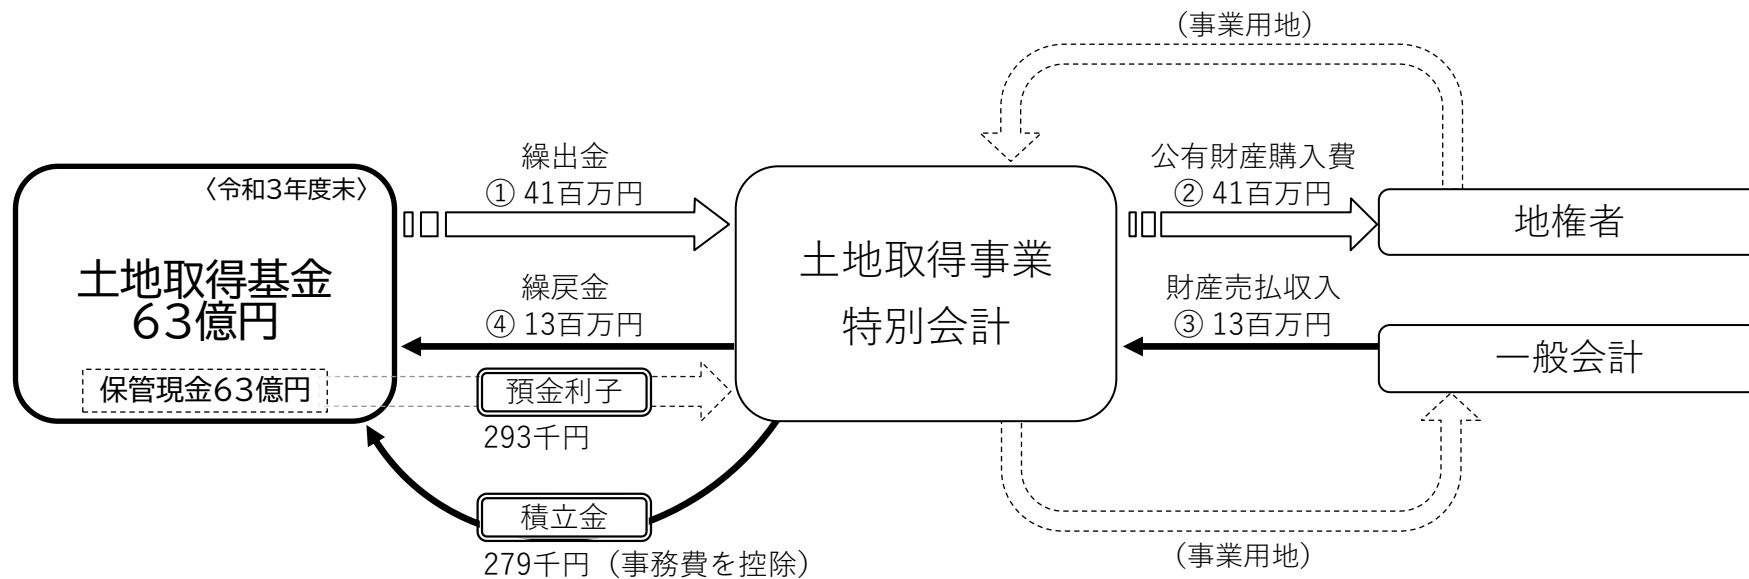 (事業用地)
繰出金
① 41百万円
公有財産購入費
② 41百万円
〈令和3年度末〉
土地取得基金
63億円
保管現金63億円
土地取得事業
特別会計
地権者
繰戻金
④ 13百万円
財産売払収入
③ 13百万円
一般会計
預金利子
293千円
積立金
279千円 (事務費を控除)
(事業用地)